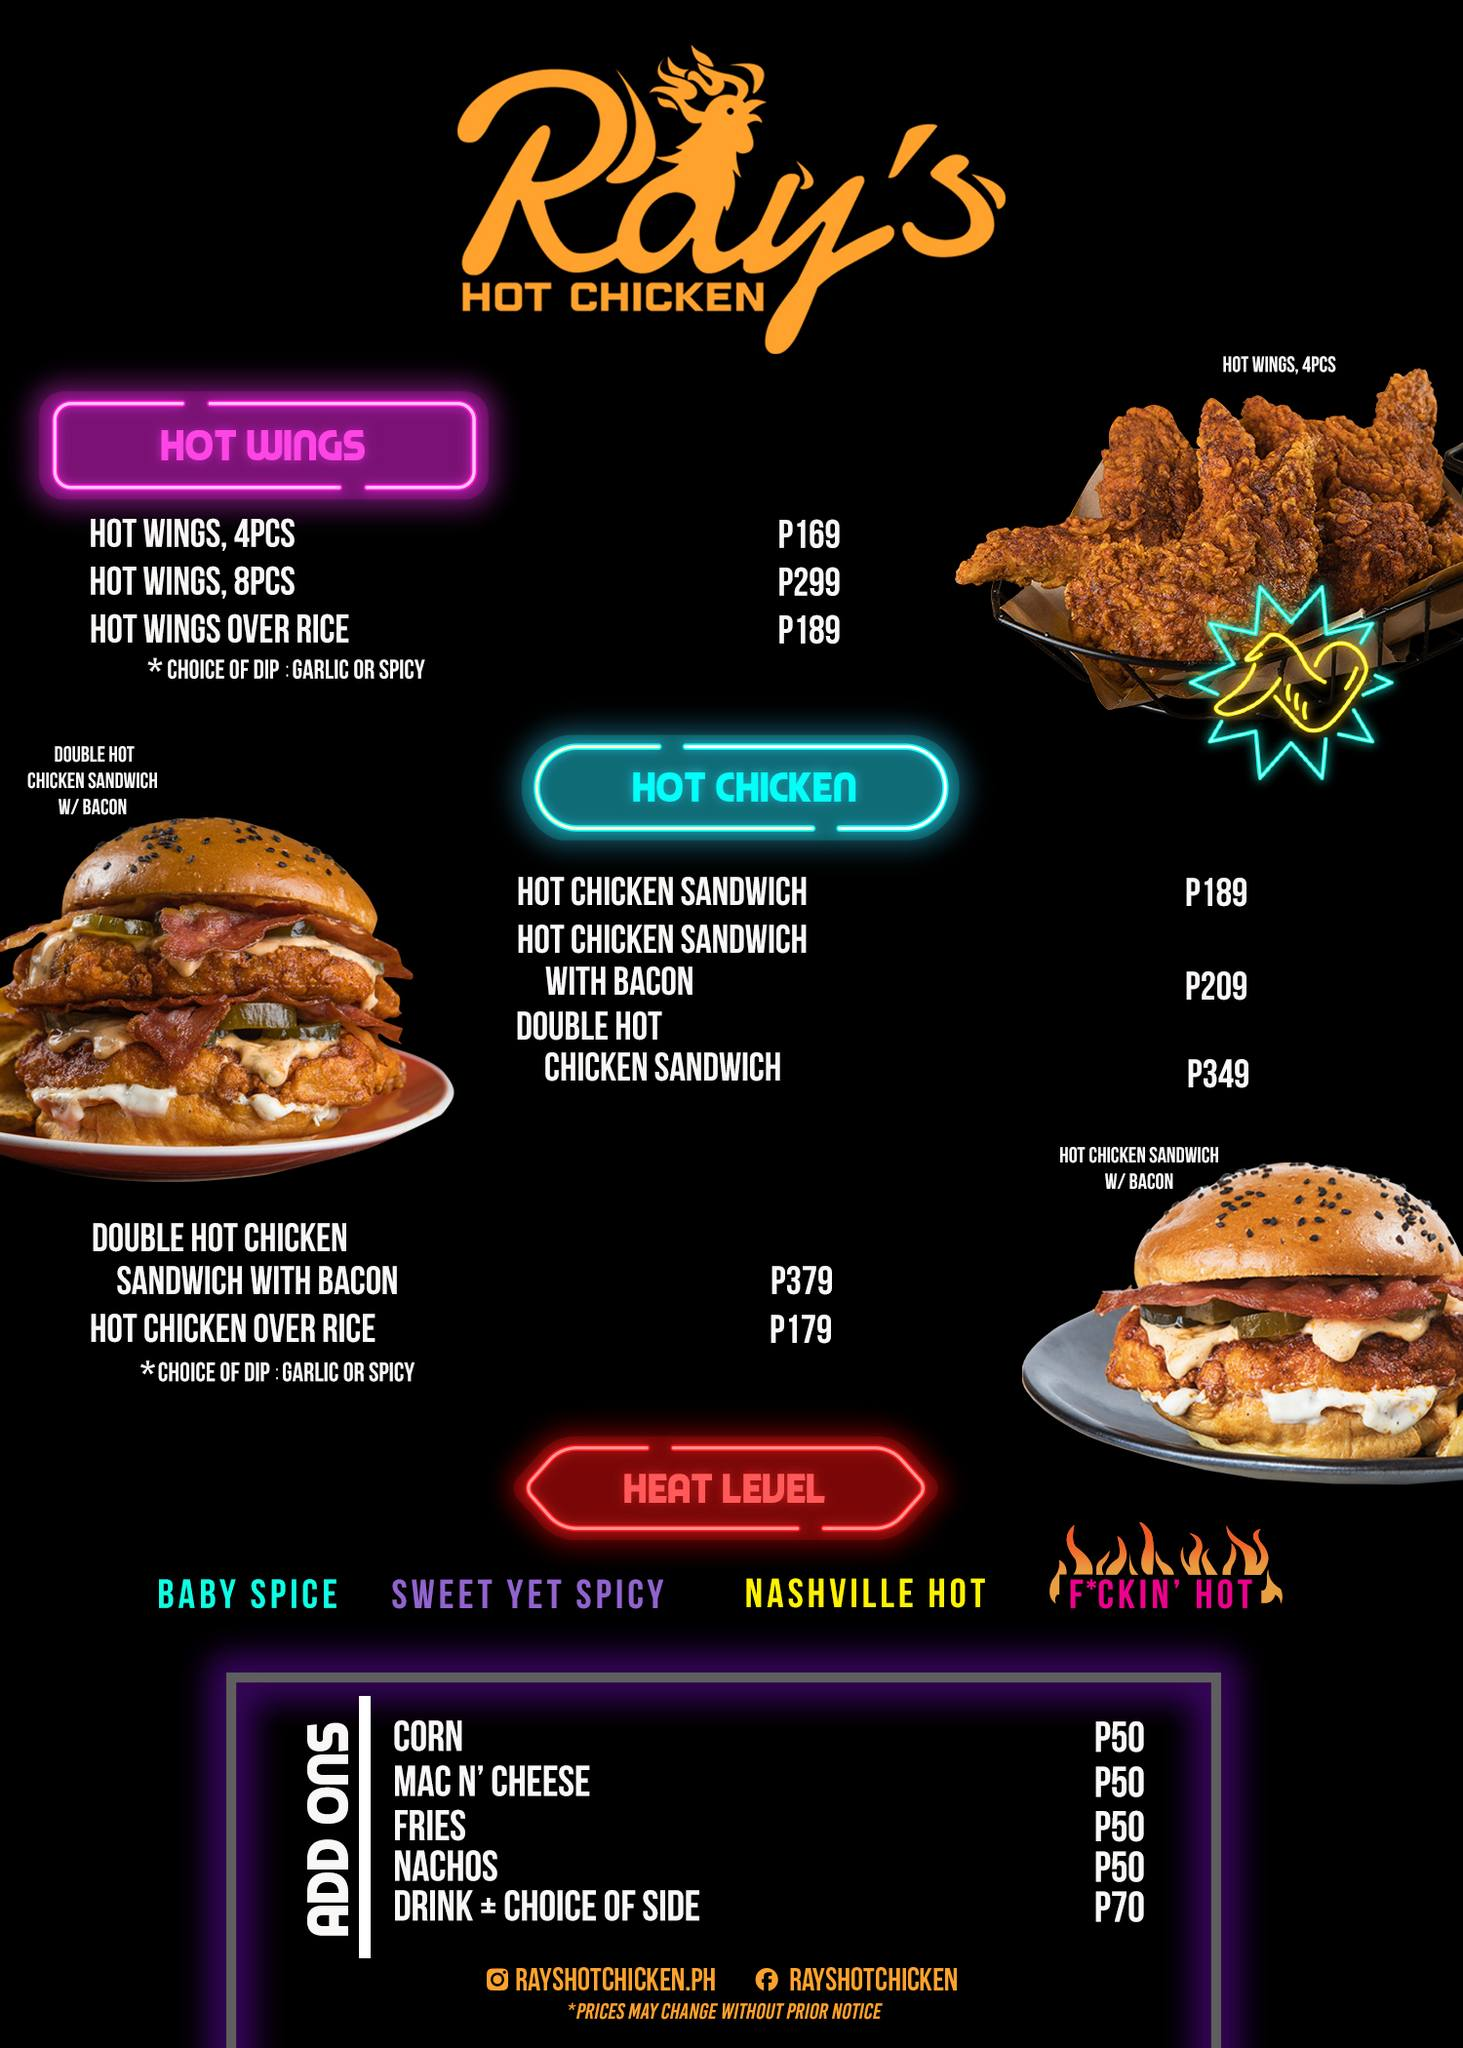 Ray's
HOT CHICKEN
HOT WINGS, 4PCS
HOT WINGS
HOT WINGS, 4PCS P169
HOT WINGS, 8PCS P299
HOT WINGS OVER RICE P189
* CHOICE OF DIP : GARLIC OR SPICY
DOUBLE HOT
CHICKEN SANDWICH
W/ BACON
HOT CHICKEN
HOT CHICKEN SANDWICH P189
HOT CHICKEN SANDWICH
WITH BACON P209
DOUBLE HOT
CHICKEN SANDWICH P349
HOT CHICKEN SANDWICH
W/ BACON
DOUBLE HOT CHICKEN
SANDWICH WITH BACON P379
HOT CHICKEN OVER RICE P179
*CHOICE OF DIP : GARLIC OR SPICY
HEAT LEVEL
BABY SPICE SWEET YET SPICY NASHVILLE HOT F*CKIN' HOT
ADD ONS
CORN P50
MAC N' CHEESE P50
FRIES P50
NACHOS P50
DRINK ± CHOICE OF SIDE P70
RAYSHOTCHICKEN.PH RAYSHOTCHICKEN
*PRICES MAY CHANGE WITHOUT PRIOR NOTICE